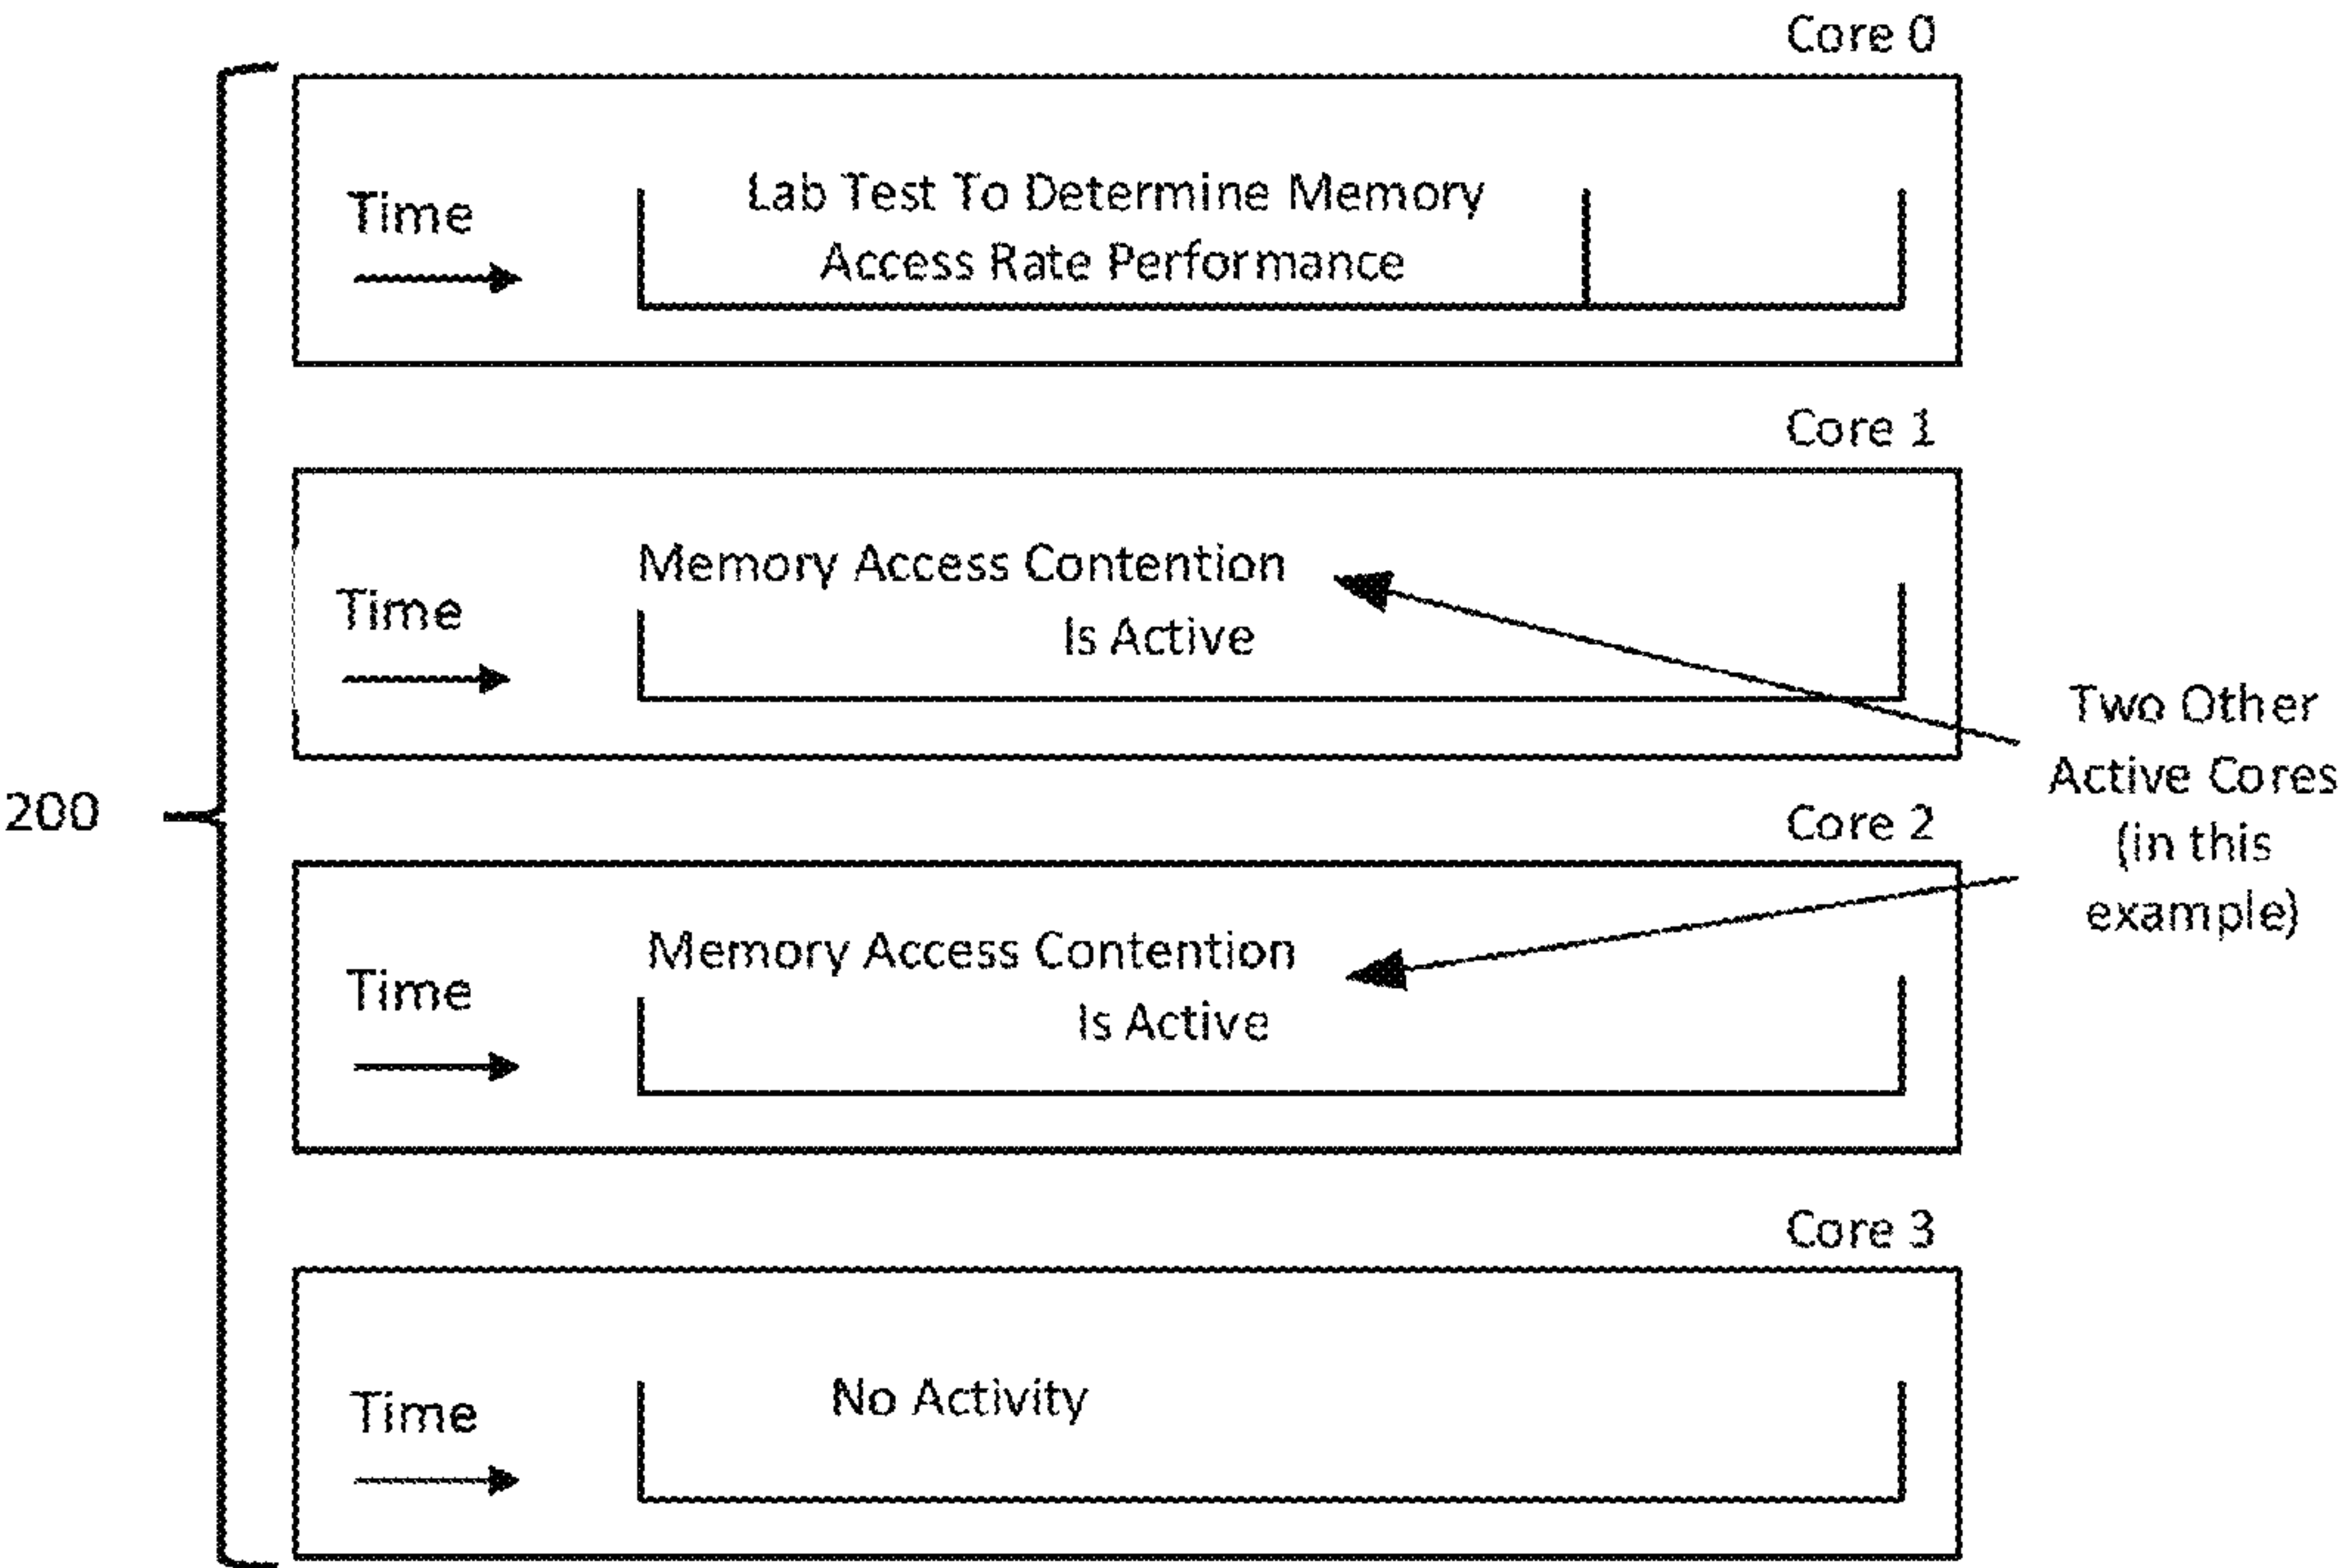 Core 0
Time
Lab Test To Determine Memory
Access Rate Performance
Core 1
Time
Memory Access Contention
Is Active
200
Two Other
Active Cores
(in this
example)
Core 2
Time
Memory Access Contention
Is Active
Core 3
Time
No Activity